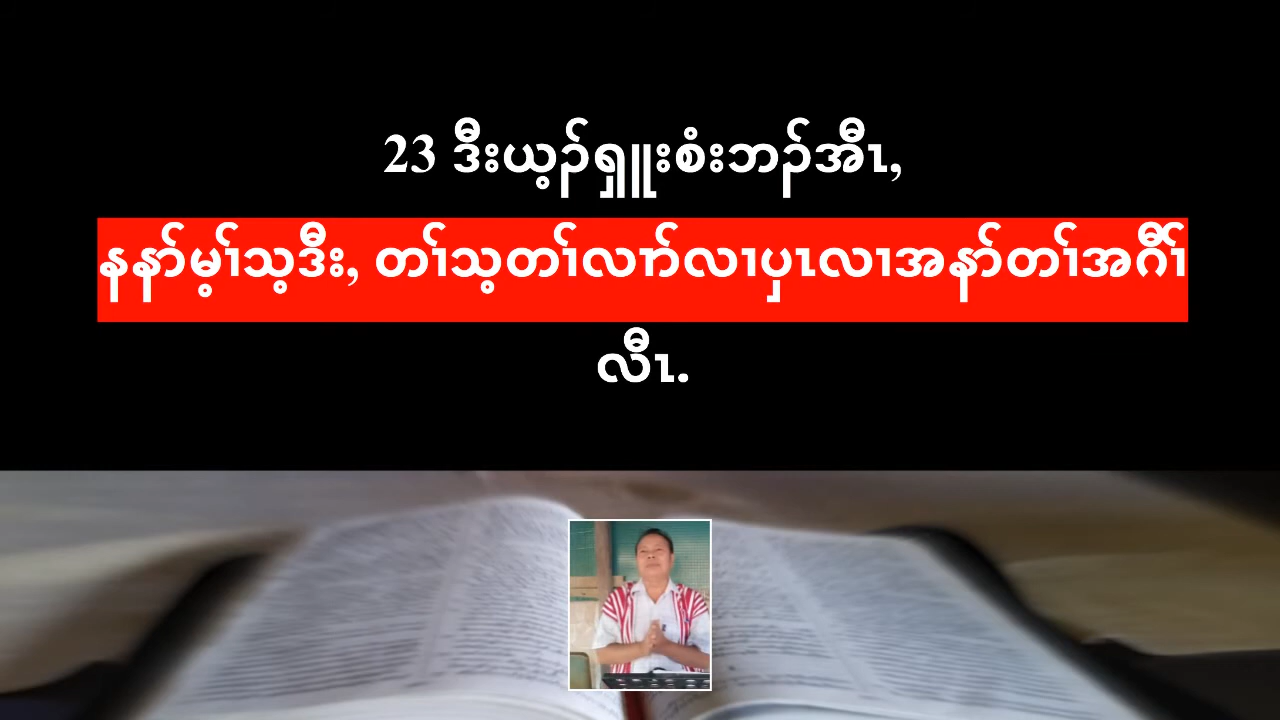 23 ဒီးယ့ၣ်ရှူးစံးဘၣ်အီၤ,
နနာ်မ့ၢ်သ့ဒီး, တၢ်သ့တၢ်လၢာ်လၢပှၤလၢအနာ်တၢ်အဂီၢ်
လီၤ.